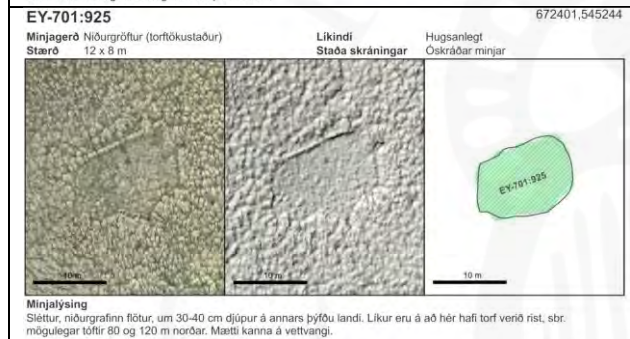 EY-701:925 672401,545244
Minjagerð Niðurgröftur (torftökustaður) Líkindi Hugsanlegt
Stærð 12 x 8 m Staða skráningar Óskráðar minjar
EY-701:925
10 m 10 m 10 m
Minjalýsing
Sléttur, niðurgrafinn flötur, um 30-40 cm djúpur á annars þýfðu landi. Líkur eru á að hér hafi torf verið rist, sbr.
mögulegar tóftir 80 og 120 m norðar. Mætti kanna á vettvangi.